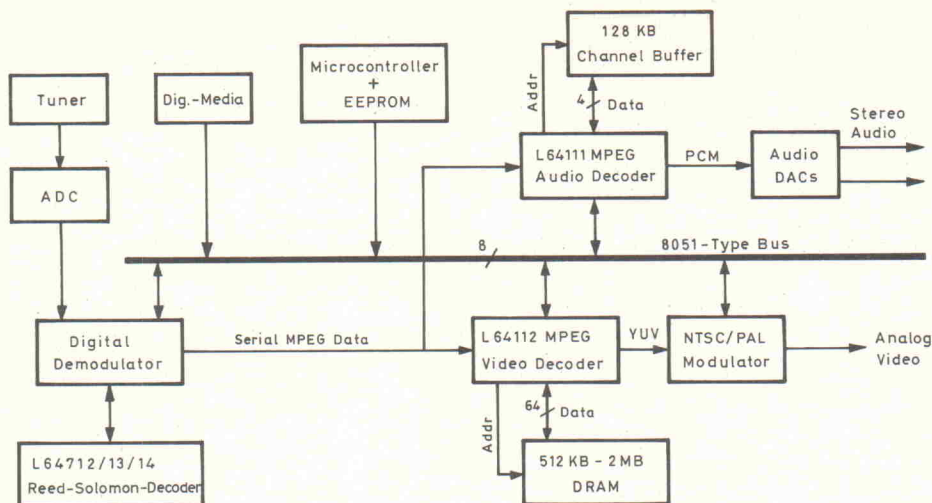 128 KB
Channel Buffer
Microcontroller
+
EEPROM
Tuner
Dig.-Media
Addr
4
Data
Stereo
Audio
L64111 MPEG
Audio Decoder
PCM
Audio
DACs
ADC
8
8051-Type Bus
Digital
Demodulator
Serial MPEG Data
L64112 MPEG
Video Decoder
YUV
NTSC/PAL
Modulator
Analog
Video
Addr
64
Data
L64712/13/14
Reed-Solomon-Decoder
512 KB - 2MB
DRAM